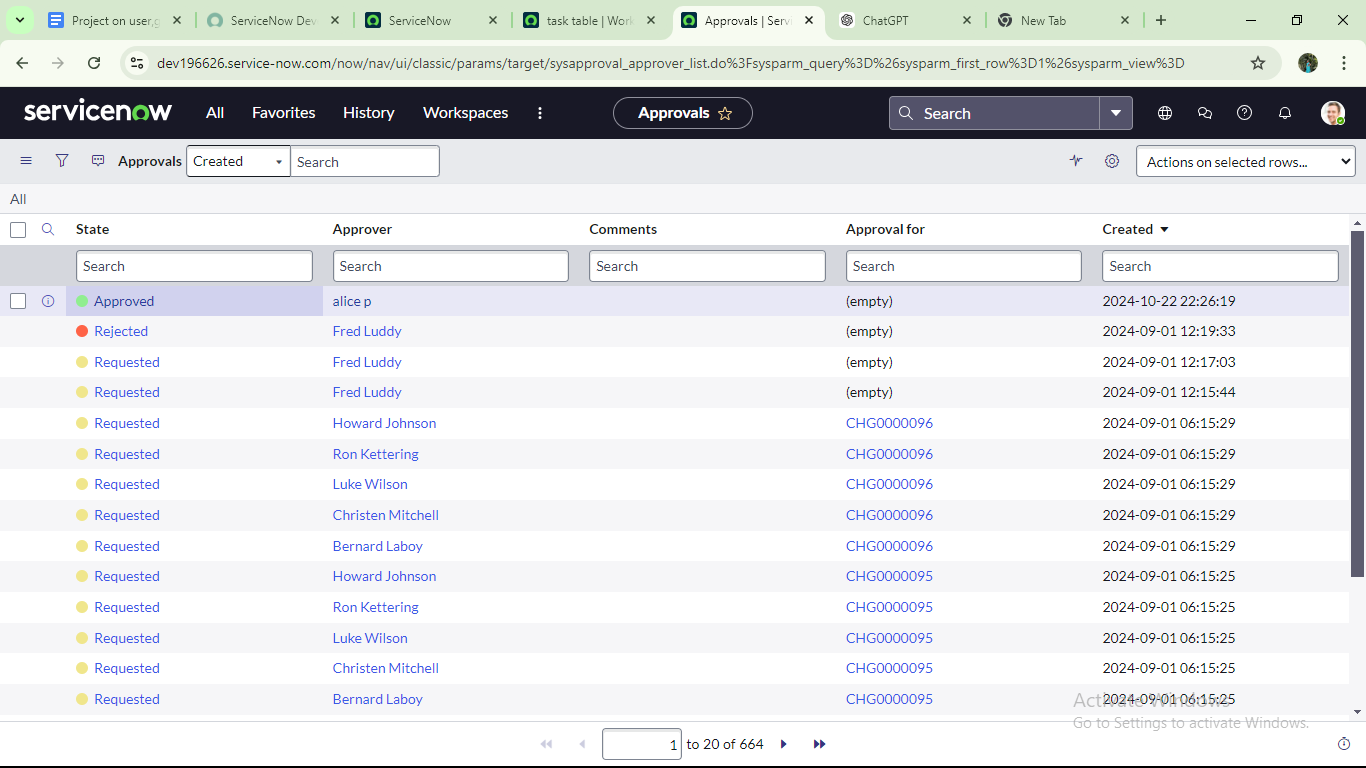 Project on user,g
ServiceNow Dev
ServiceNow
task table | Work
Approvals | Servi
ChatGPT
New Tab
dev196626.service-now.com/now/nav/ui/classic/params/target/sysapproval_approver_list.do%3Fsysparm_query%3D%26sysparm_first_row%3D1%26sysparm_view%3D
servicenow All Favorites History Workspaces Approvals Search
Approvals Created Search Actions on selected rows...
All
State Approver Comments Approval for Created
Search Search Search Search Search
Approved alice p (empty) 2024-10-22 22:26:19
Rejected Fred Luddy (empty) 2024-09-01 12:19:33
Requested Fred Luddy (empty) 2024-09-01 12:17:03
Requested Fred Luddy (empty) 2024-09-01 12:15:44
Requested Howard Johnson CHG0000096 2024-09-01 06:15:29
Requested Ron Kettering CHG0000096 2024-09-01 06:15:29
Requested Luke Wilson CHG0000096 2024-09-01 06:15:29
Requested Christen Mitchell CHG0000096 2024-09-01 06:15:29
Requested Bernard Laboy CHG0000096 2024-09-01 06:15:29
Requested Howard Johnson CHG0000095 2024-09-01 06:15:25
Requested Ron Kettering CHG0000095 2024-09-01 06:15:25
Requested Luke Wilson CHG0000095 2024-09-01 06:15:25
Requested Christen Mitchell CHG0000095 2024-09-01 06:15:25
Requested Bernard Laboy CHG0000095 2024-09-01 06:15:25
Activate Windows
Go to Settings to activate Windows.
1 to 20 of 664